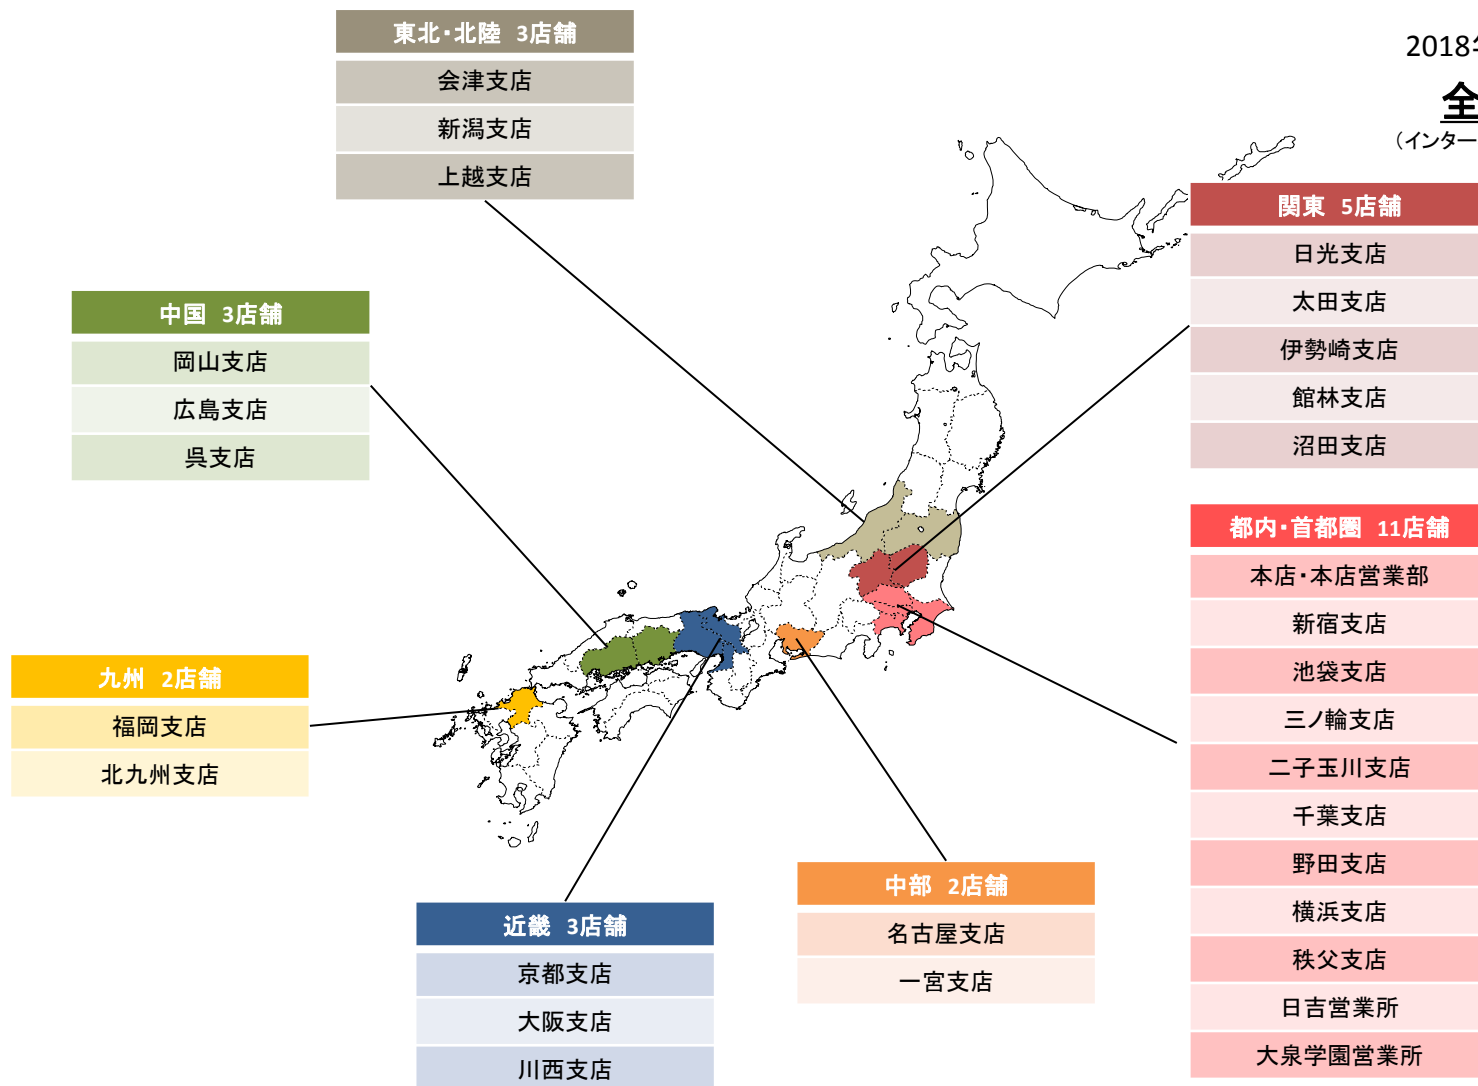 東北・北陸 3店舗
会津支店
新潟支店
上越支店
2018
全
（インター
関東 5店舗
日光支店
太田支店
伊勢崎支店
館林支店
沼田支店
中国 3店舗
岡山支店
広島支店
呉支店
都内・首都圏 11店舗
本店・本店営業部
新宿支店
池袋支店
三ノ輪支店
二子玉川支店
千葉支店
野田支店
横浜支店
秩父支店
日吉営業所
大泉学園営業所
九州 2店舗
福岡支店
北九州支店
中部 2店舗
名古屋支店
一宮支店
近畿 3店舗
京都支店
大阪支店
川西支店